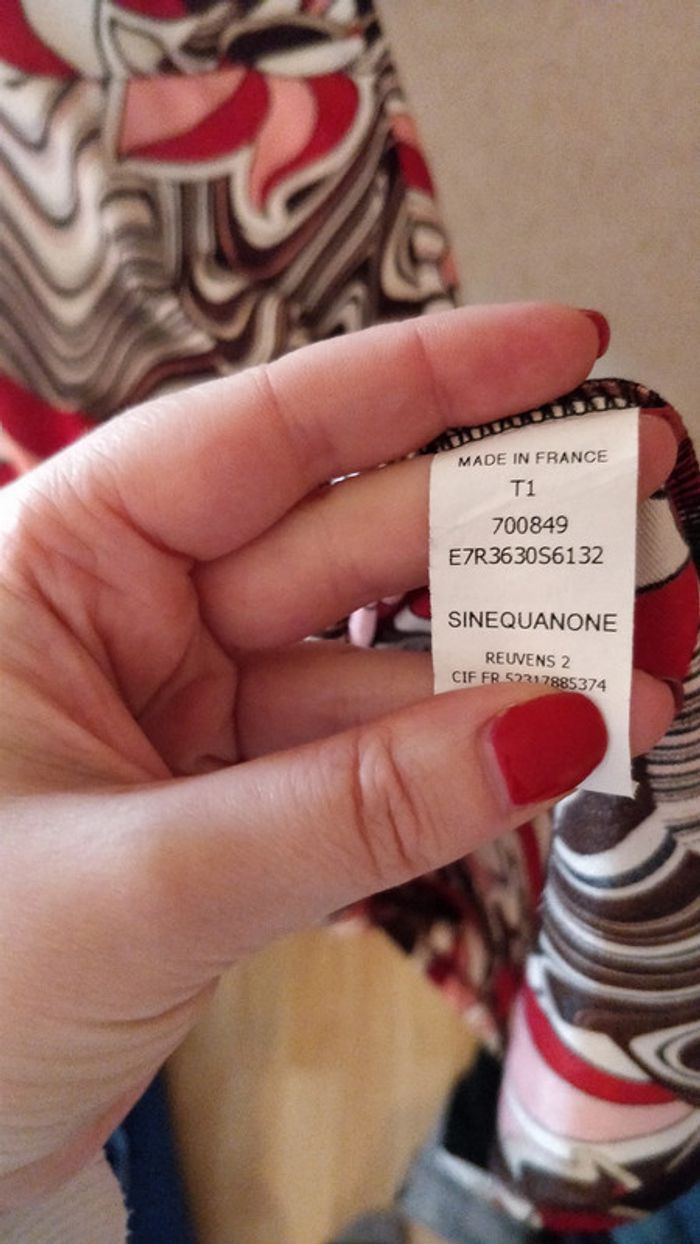 MADE IN FRANCE
T1
700849
E7R3630S6132
SINEQUANONE
REUVENS 2
CIF FR 52317885374